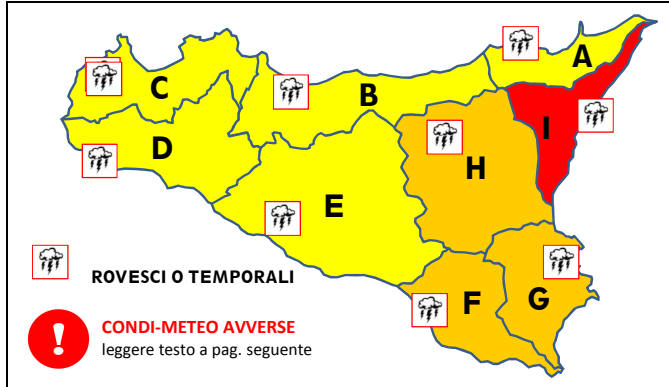 A
C
B
I
D
H
E
F
G
ROVESCI O TEMPORALI
!
CONDI-METEO AVVERSE
leggere testo a pag. seguente